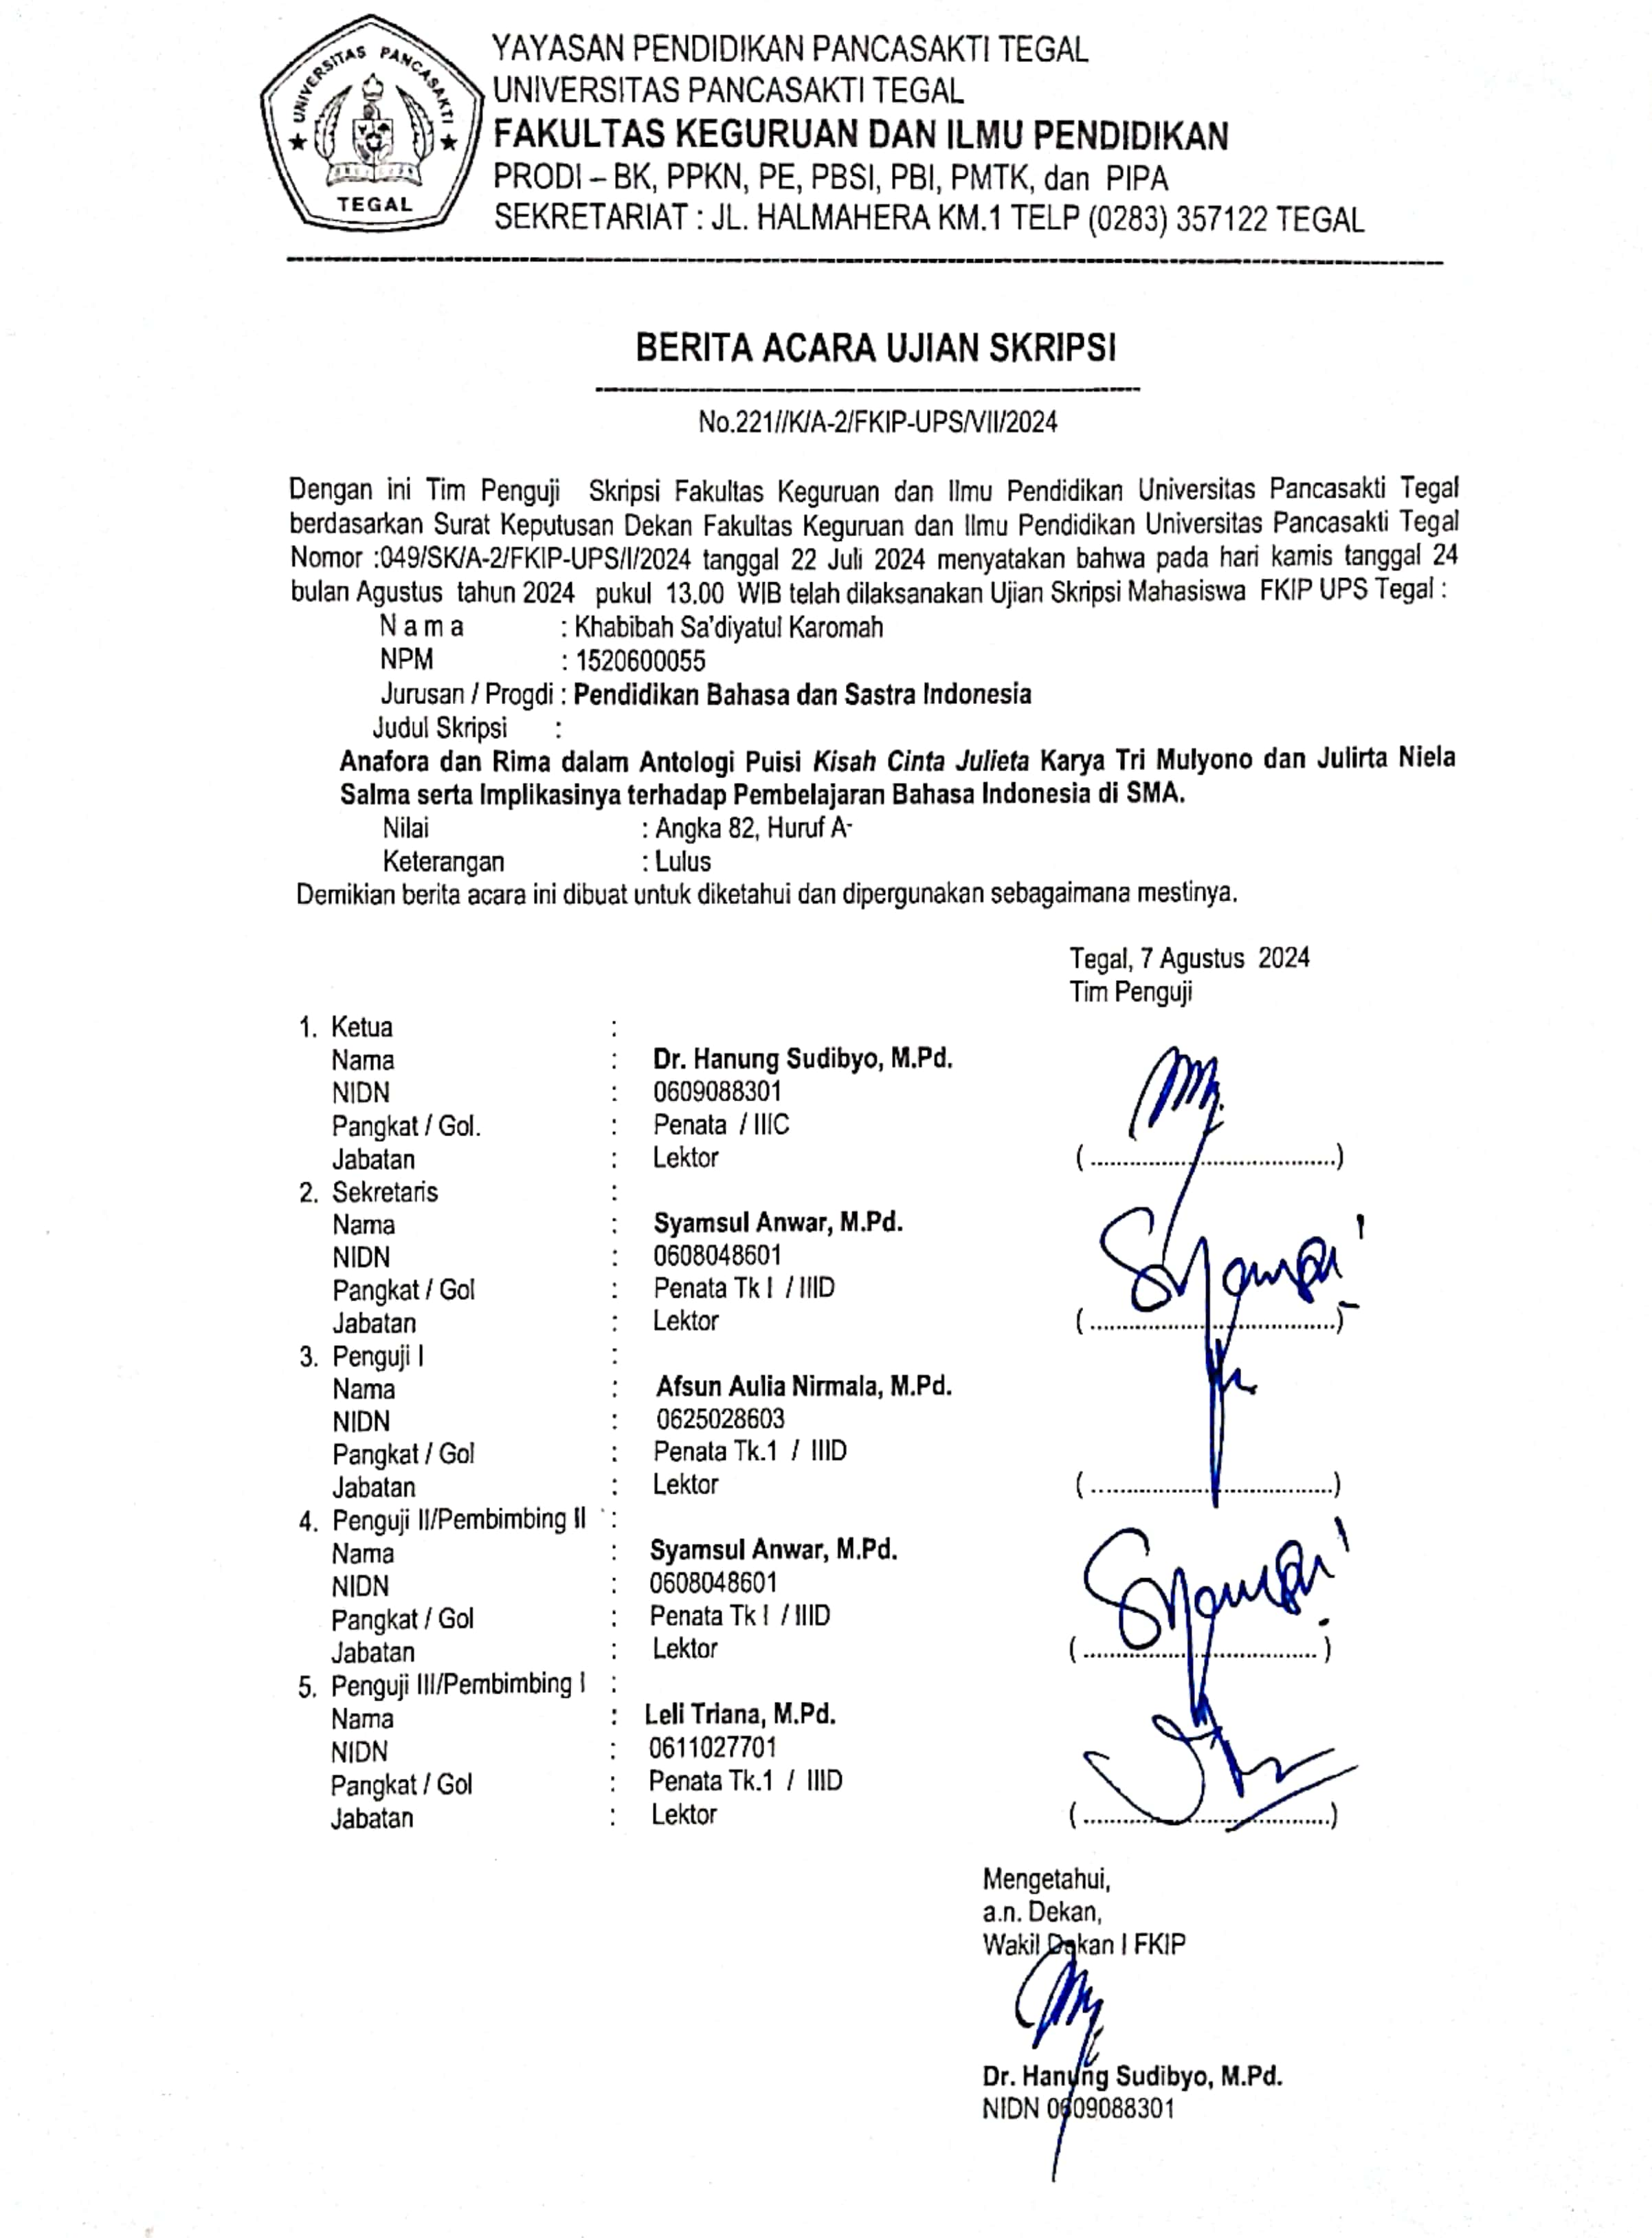 UNIVERSITAS PANCASAKTI
TEGAL
YAYASAN PENDIDIKAN PANCASAKTI TEGAL
UNIVERSITAS PANCASAKTI TEGAL
FAKULTAS KEGURUAN DAN ILMU PENDIDIKAN
PRODI – BK, PPKN, PE, PBSI, PBI, PMTK, dan PIPA
SEKRETARIAT : JL. HALMAHERA KM.1 TELP (0283) 357122 TEGAL
BERITA ACARA UJIAN SKRIPSI
No.221//K/A-2/FKIP-UPS/VII/2024
Dengan ini Tim Penguji Skripsi Fakultas Keguruan dan Ilmu Pendidikan Universitas Pancasakti Tegal
berdasarkan Surat Keputusan Dekan Fakultas Keguruan dan Ilmu Pendidikan Universitas Pancasakti Tegal
Nomor :049/SK/A-2/FKIP-UPS/I/2024 tanggal 22 Juli 2024 menyatakan bahwa pada hari kamis tanggal 24
bulan Agustus tahun 2024 pukul 13.00 WIB telah dilaksanakan Ujian Skripsi Mahasiswa FKIP UPS Tegal :
N a m a : Khabibah Sa'diyatul Karomah
NPM : 1520600055
Jurusan / Progdi : Pendidikan Bahasa dan Sastra Indonesia
Judul Skripsi :
Anafora dan Rima dalam Antologi Puisi Kisah Cinta Julieta Karya Tri Mulyono dan Julirta Niela
Salma serta Implikasinya terhadap Pembelajaran Bahasa Indonesia di SMA.
Nilai : Angka 82, Huruf A-
Keterangan : Lulus
Demikian berita acara ini dibuat untuk diketahui dan dipergunakan sebagaimana mestinya.
Tegal, 7 Agustus 2024
Tim Penguji
1. Ketua :
Nama : Dr. Hanung Sudibyo, M.Pd.
NIDN : 0609088301
Pangkat / Gol. : Penata / IIIC
Jabatan : Lektor (..................................)
2. Sekretaris :
Nama : Syamsul Anwar, M.Pd.
NIDN : 0608048601
Pangkat / Gol : Penata Tk I / IIID
Jabatan : Lektor (..................................)
3. Penguji I :
Nama : Afsun Aulia Nirmala, M.Pd.
NIDN : 0625028603
Pangkat / Gol : Penata Tk.1 / IIID
Jabatan : Lektor (..................................)
4. Penguji II/Pembimbing II :
Nama : Syamsul Anwar, M.Pd.
NIDN : 0608048601
Pangkat / Gol : Penata Tk I / IIID
Jabatan : Lektor (................................. )
5. Penguji III/Pembimbing I :
Nama : Leli Triana, M.Pd.
NIDN : 0611027701
Pangkat / Gol : Penata Tk.1 / IIID
Jabatan : Lektor (..................................)
Mengetahui,
a.n. Dekan,
Wakil Dekan I FKIP
Dr. Hanung Sudibyo, M.Pd.
NIDN 0609088301